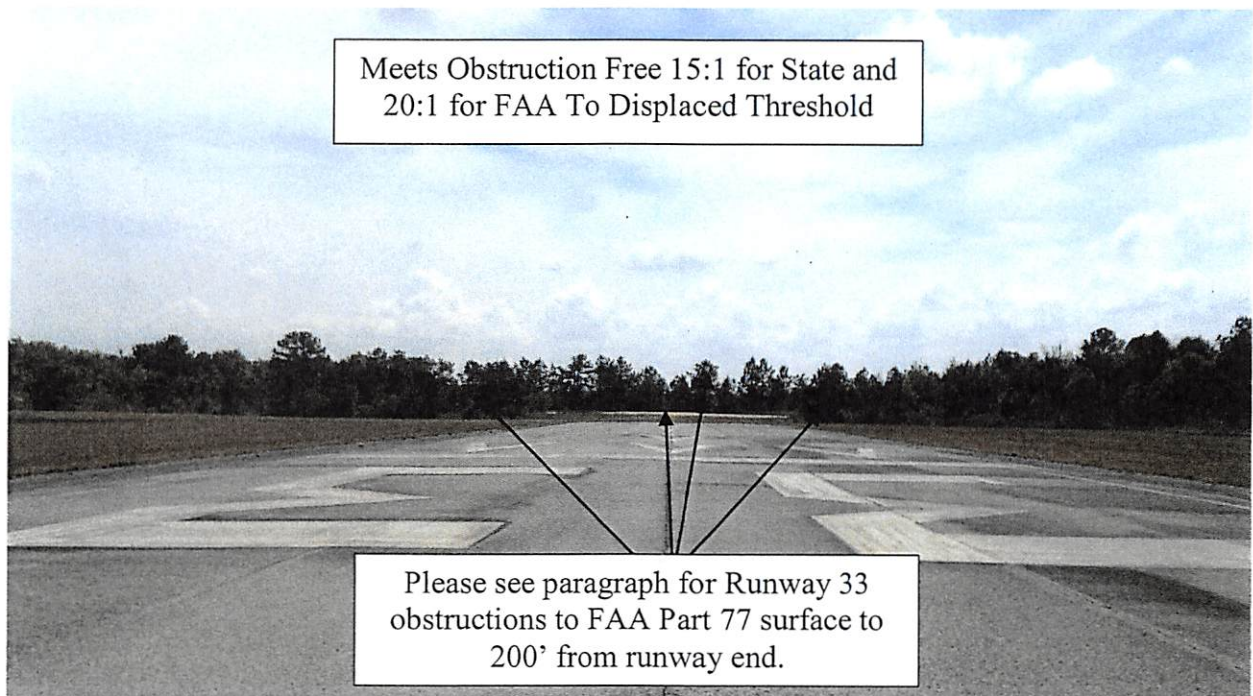 Meets Obstruction Free 15:1 for State and
20:1 for FAA To Displaced Threshold
Please see paragraph for Runway 33
obstructions to FAA Part 77 surface to
200’ from runway end.